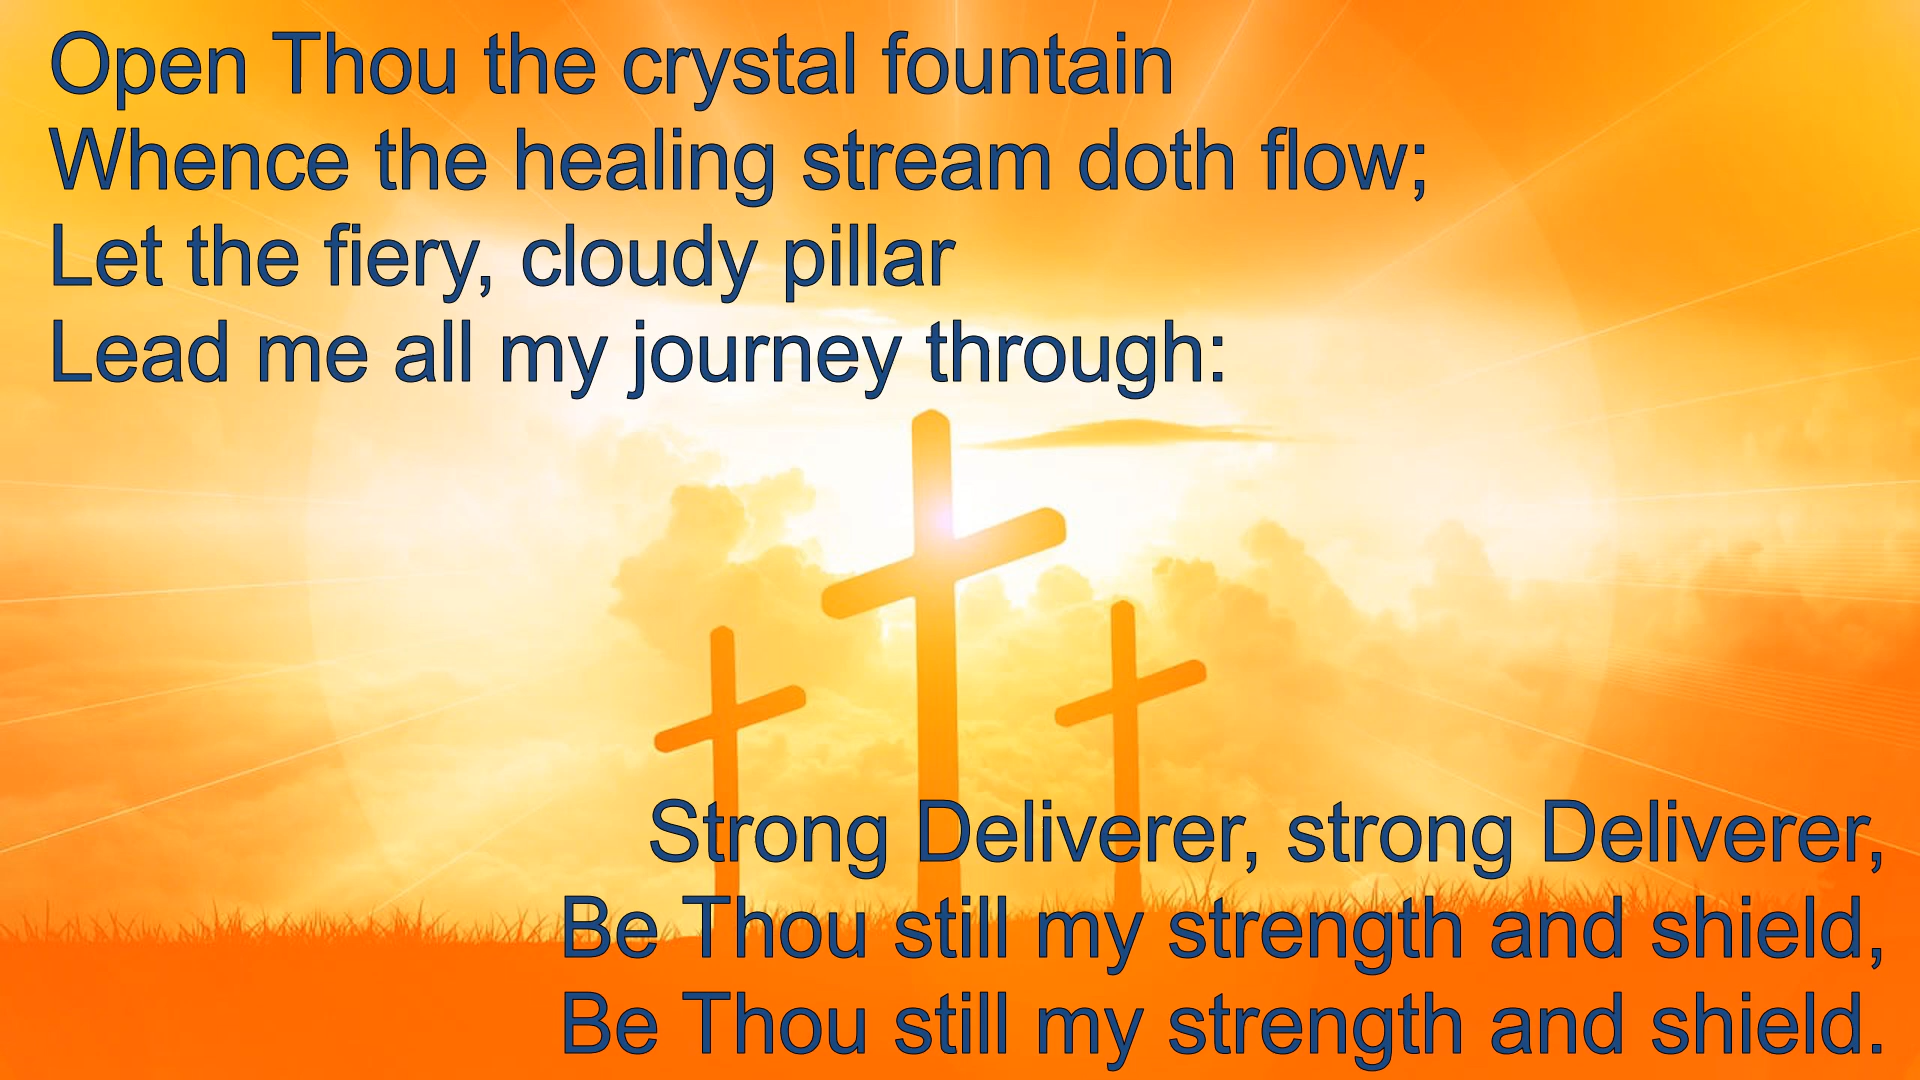 Open Thou the crystal fountain
Whence the healing stream doth flow;
Let the fiery, cloudy pillar
Lead me all my journey through:
Strong Deliverer, strong Deliverer,
Be Thou still my strength and shield,
Be Thou still my strength and shield.